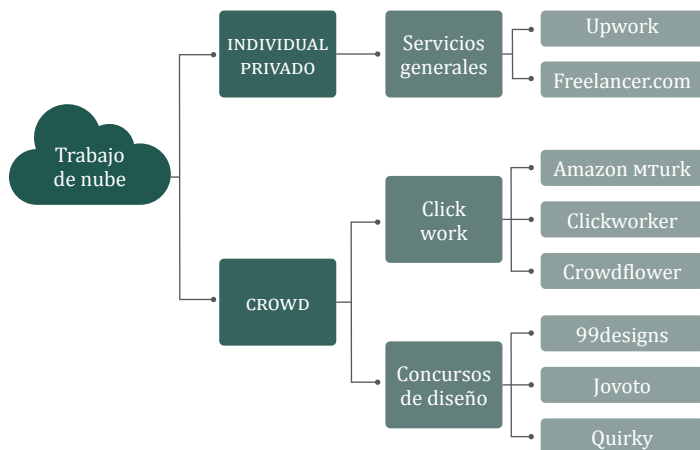 Trabajo
de nube
INDIVIDUAL
PRIVADO
Servicios
generales
Upwork
Freelancer.com
CROWD
Click
work
Amazon MTurk
Clickworker
Crowdflower
Concursos
de diseño
99designs
Jovoto
Quirky